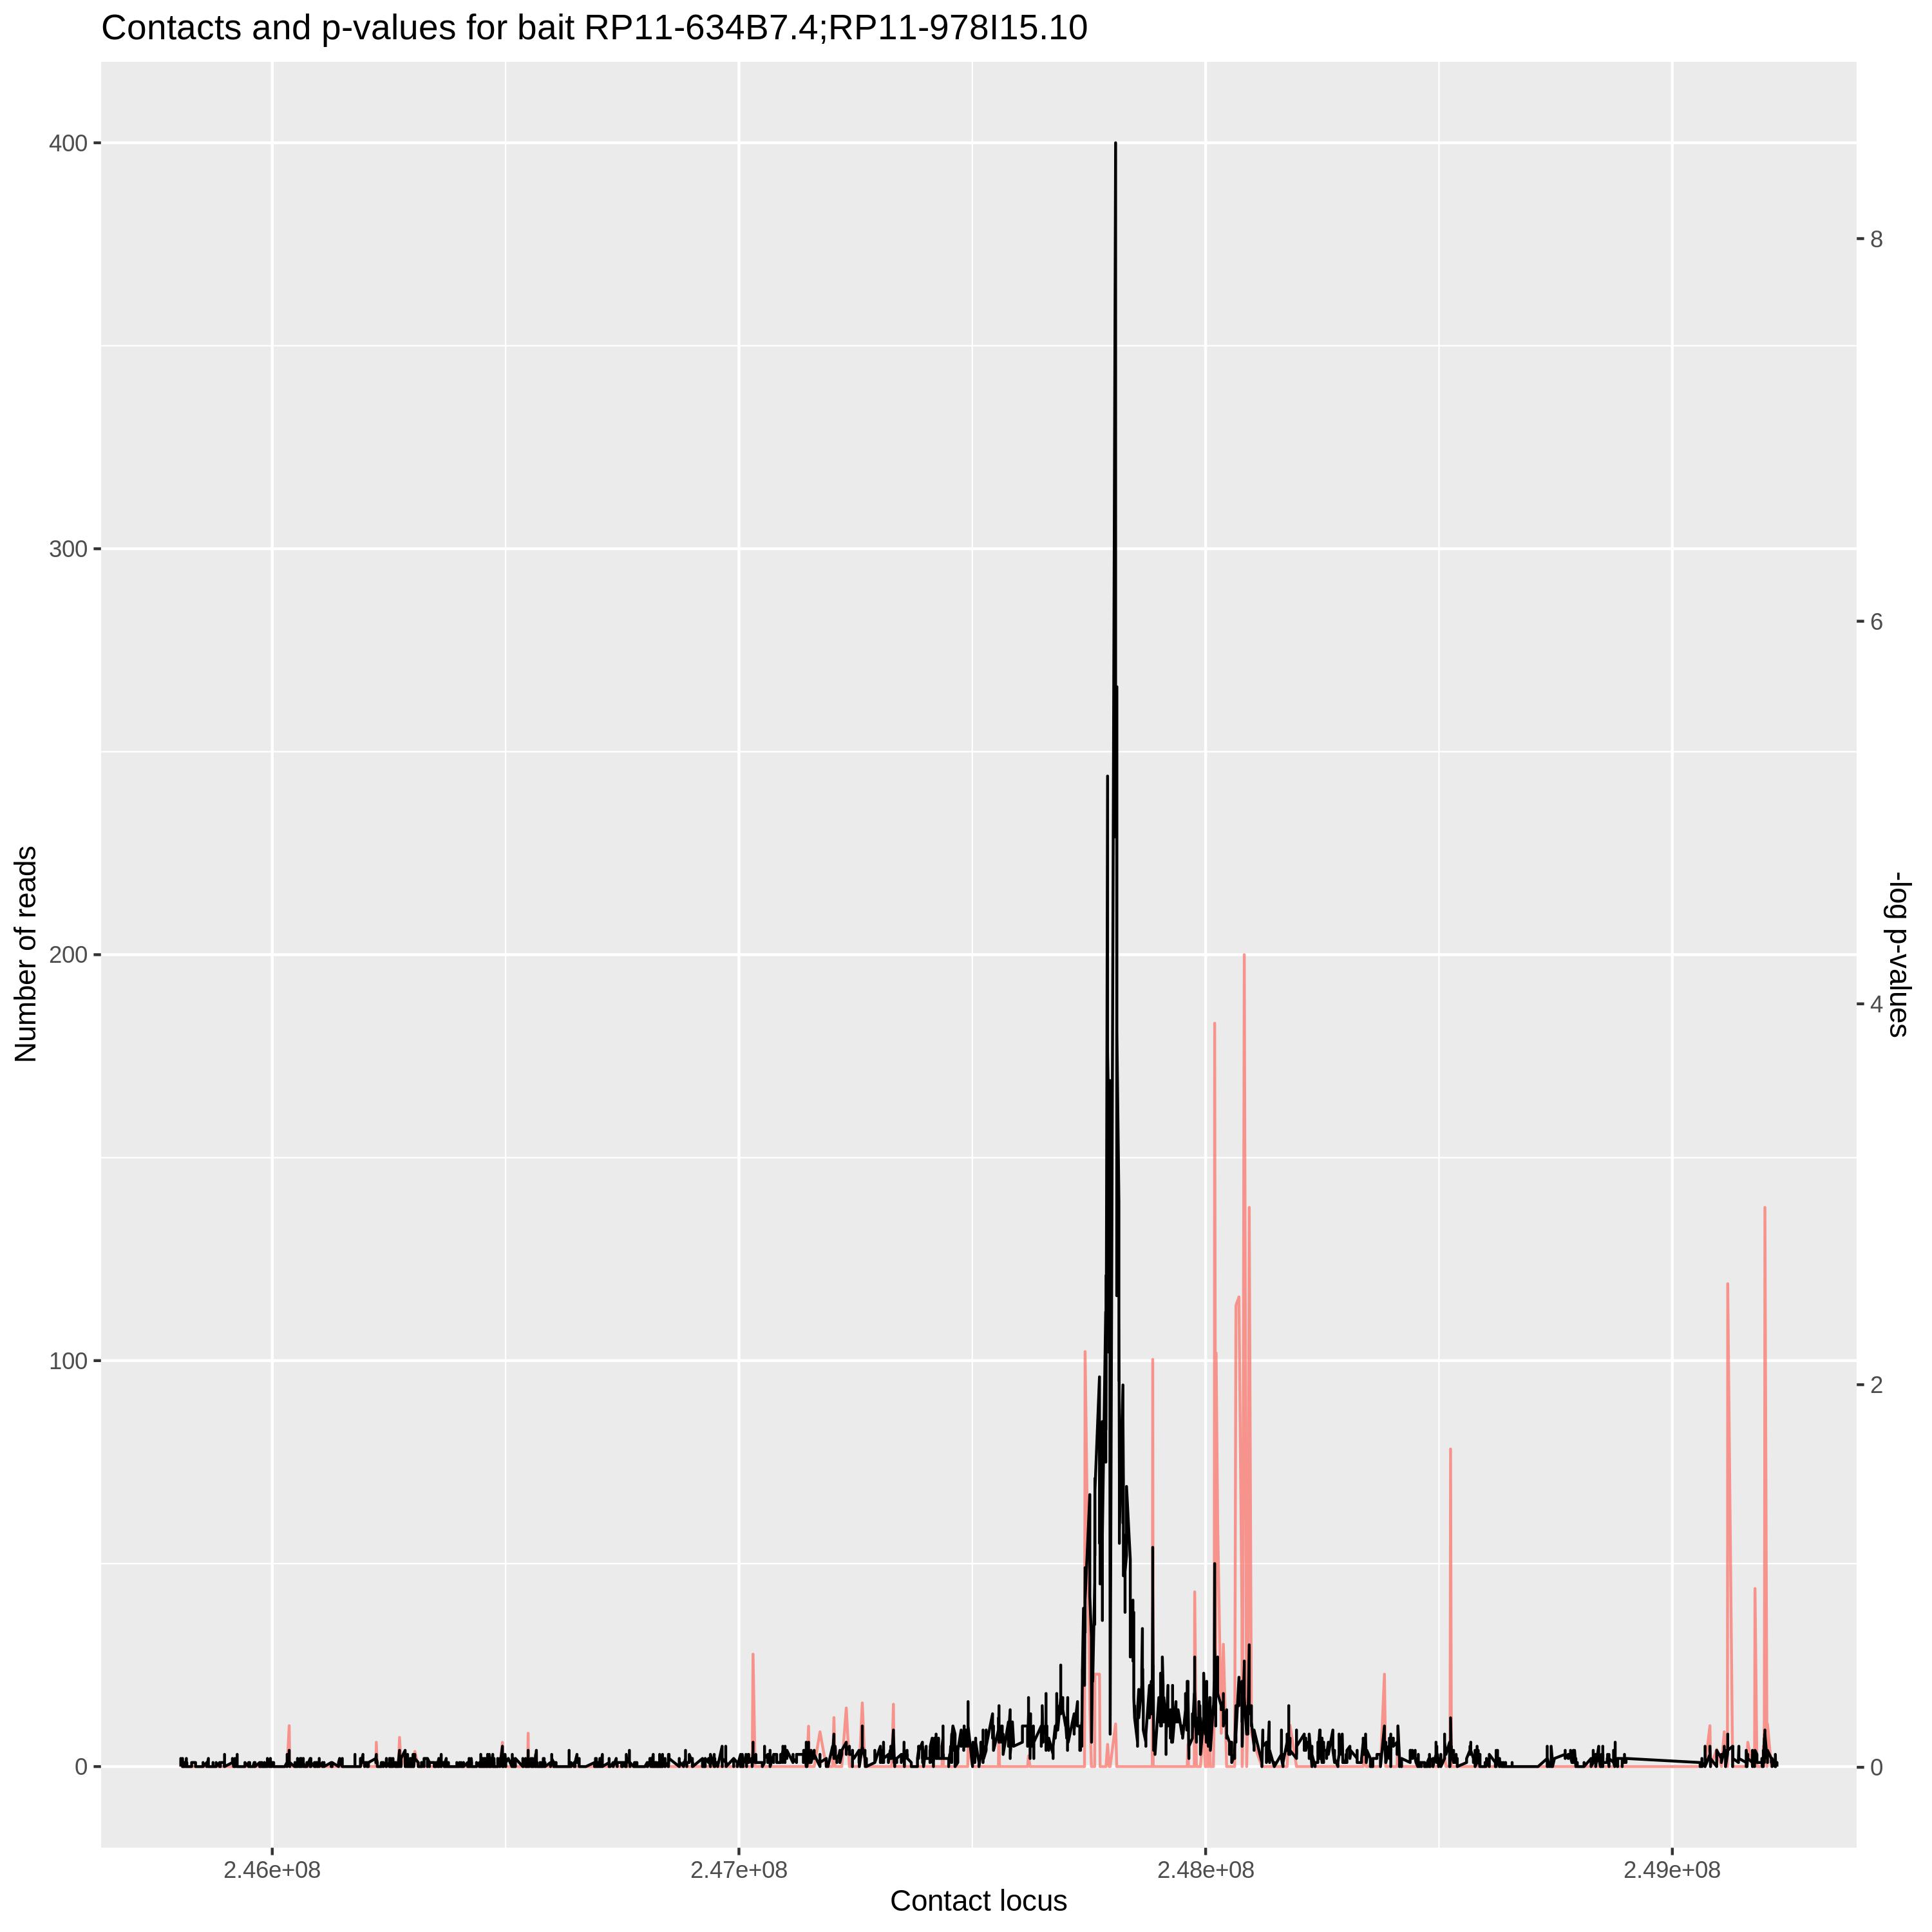 Contacts and p-values for bait RP11-634B7.4;RP11-978I15.10
400
300
200
100
0
Number of reads
8
6
4
2
0
-log p-values
2.46e+08
2.47e+08
2.48e+08
2.49e+08
Contact locus